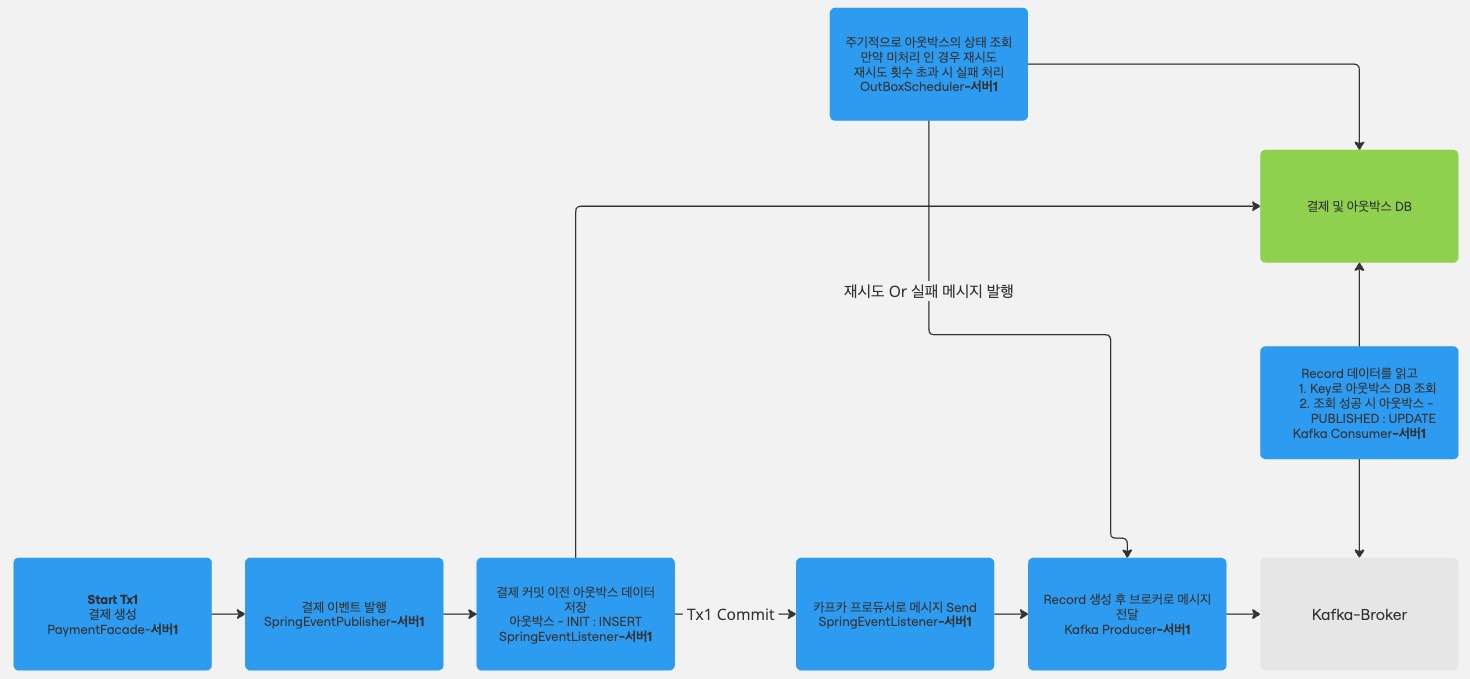 주기적으로 아웃박스의 상태 조회
만약 미처리 인 경우 재시도
재시도 횟수 초과 시 실패 처리
OutBoxScheduler-서버1
결제 및 아웃박스 DB
재시도 Or 실패 메시지 발행
Record 데이터를 읽고
1. Key로 아웃박스 DB 조회
2. 조회 성공 시 아웃박스 -
PUBLISHED : UPDATE
Kafka Consumer-서버1
Start Tx1
결제 생성
PaymentFacade-서버1
결제 이벤트 발행
SpringEventPublisher-서버1
결제 커밋 이전 아웃박스 데이터
저장
아웃박스 - INIT : INSERT
SpringEventListener-서버1
Tx1 Commit
카프카 프로듀서로 메시지 Send
SpringEventListener-서버1
Record 생성 후 브로커로 메시지
전달
Kafka Producer-서버1
Kafka-Broker